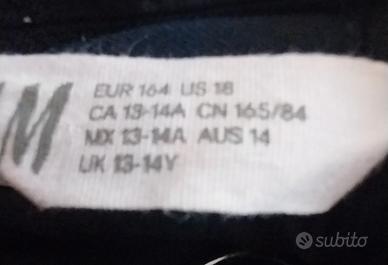 M
EUR 164 US 18
CA 13-14A CN 165/84
MX 13-14A AUS 14
UK 13-14Y
subito